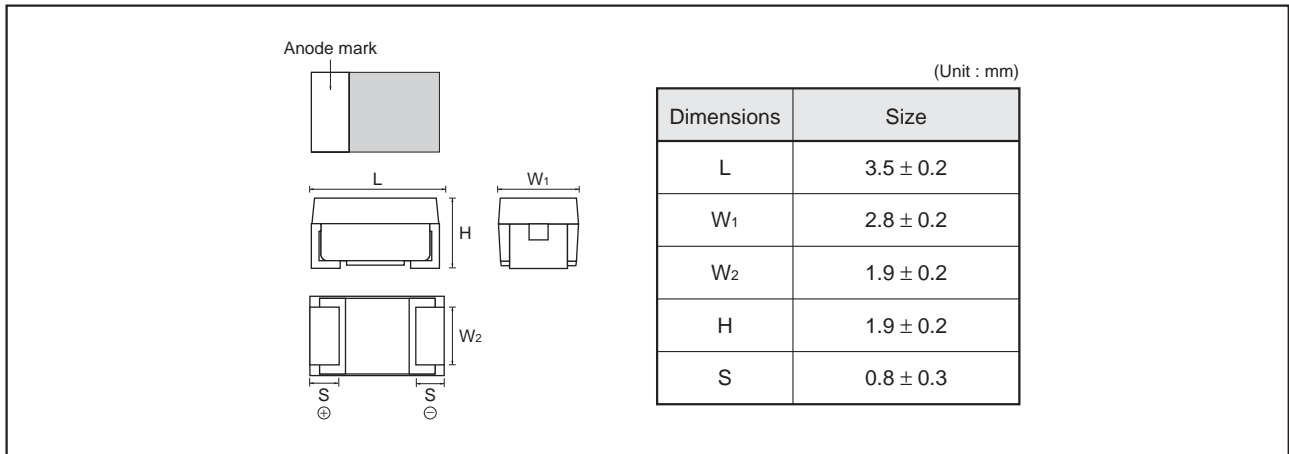 Anode mark
L
W1
H
W2
S
S
⊕
⊖
(Unit : mm)
Dimensions Size
L 3.5 ± 0.2
W1 2.8 ± 0.2
W2 1.9 ± 0.2
H 1.9 ± 0.2
S 0.8 ± 0.3